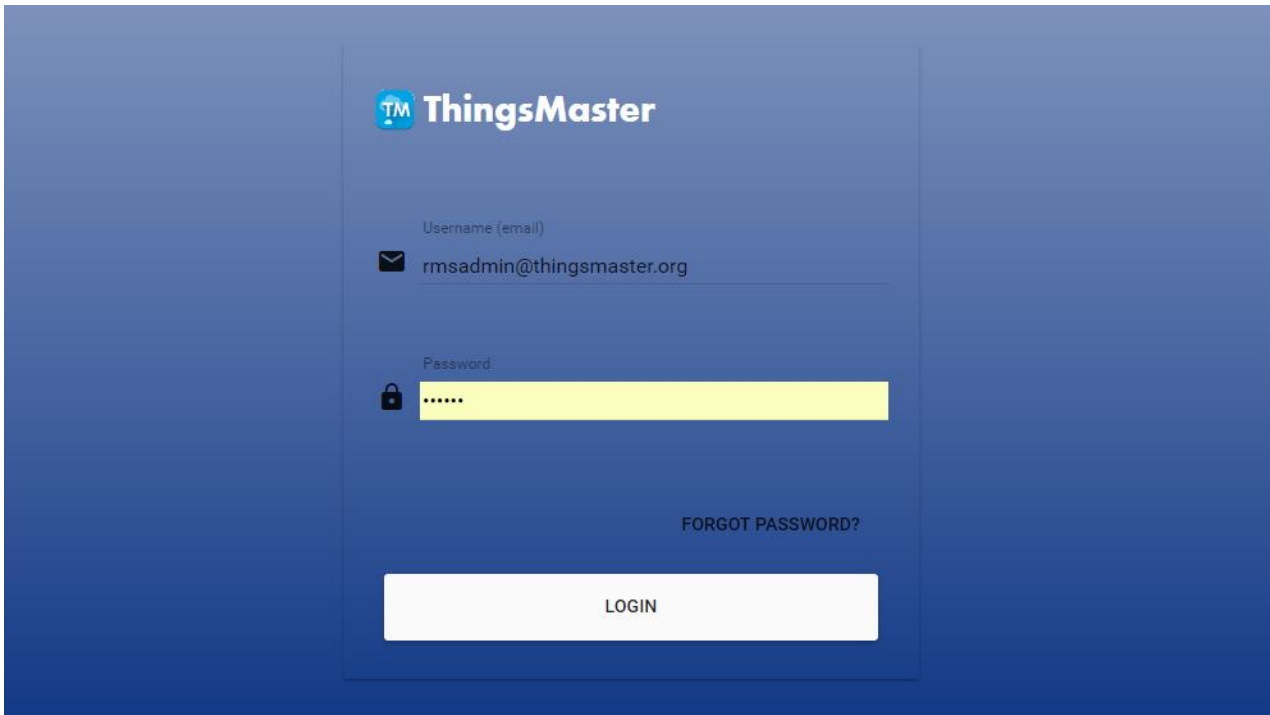 TM ThingsMaster
Username (email)
rmsadmin@thingsmaster.org
Password
••••••
FORGOT PASSWORD?
LOGIN